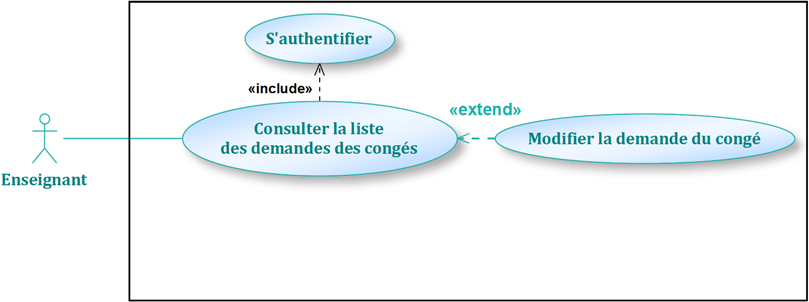 S'authentifier
«include»
Consulter la liste
des demandes des congés
«extend»
Modifier la demande du congé
Enseignant